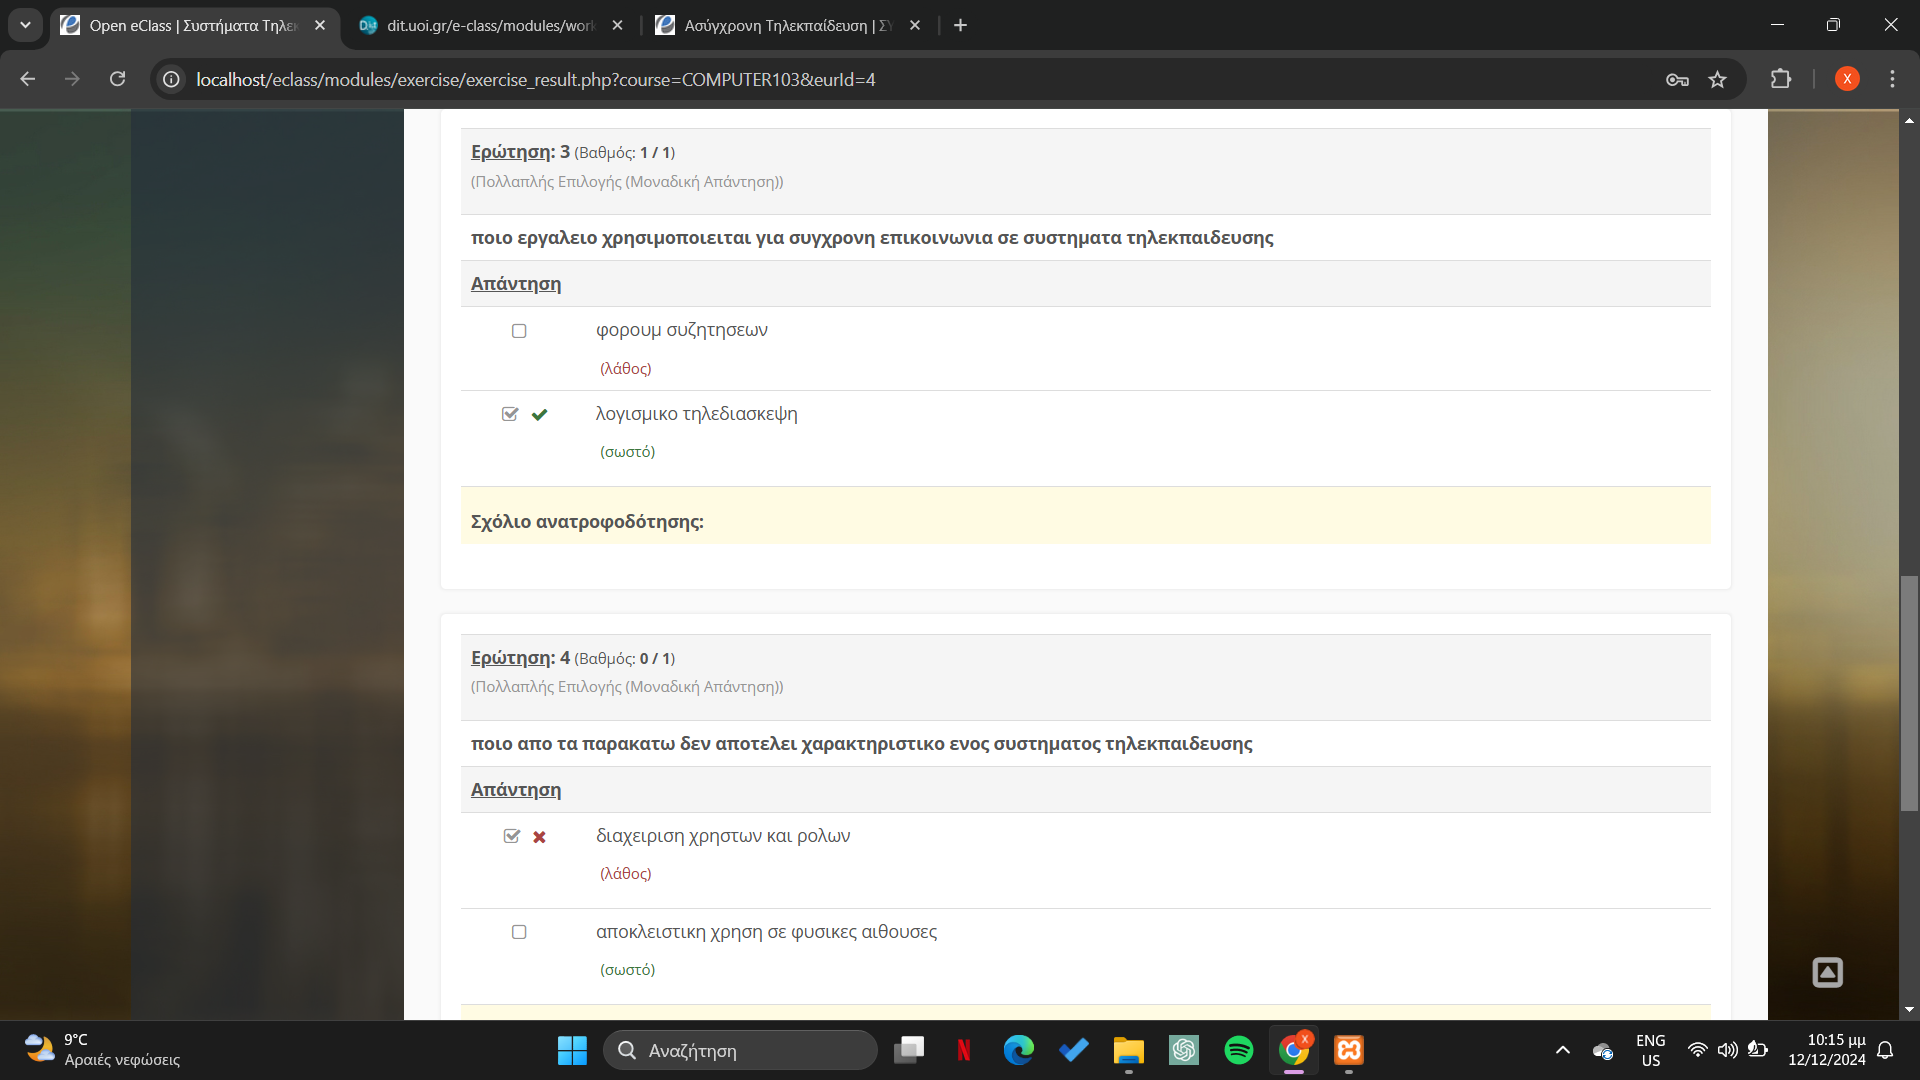 Open eClass | Συστήματα Τηλεκ
dit.uoi.gr/e-class/modules/work
Ασύγχρονη Τηλεκπαίδευση | ΣΥ
localhost/eclass/modules/exercise/exercise_result.php?course=COMPUTER103&eurId=4
X
Ερώτηση: 3 (Βαθμός: 1 / 1)
(Πολλαπλής Επιλογής (Μοναδική Απάντηση))
ποιο εργαλειο χρησιμοποιειται για συγχρονη επικοινωνια σε συστηματα τηλεκπαιδευσης
Απάντηση
φορουμ συζητησεων
(λάθος)
λογισμικο τηλεδιασκεψη
(σωστό)
Σχόλιο ανατροφοδότησης:
Ερώτηση: 4 (Βαθμός: 0 / 1)
(Πολλαπλής Επιλογής (Μοναδική Απάντηση))
ποιο απο τα παρακατω δεν αποτελει χαρακτηριστικο ενος συστηματος τηλεκπαιδευσης
Απάντηση
διαχειριση χρηστων και ρολων
(λάθος)
αποκλειστικη χρηση σε φυσικες αιθουσες
(σωστό)
9°C
Αραιές νεφώσεις
Αναζήτηση
N
X
ENG
US
10:15 μμ
12/12/2024